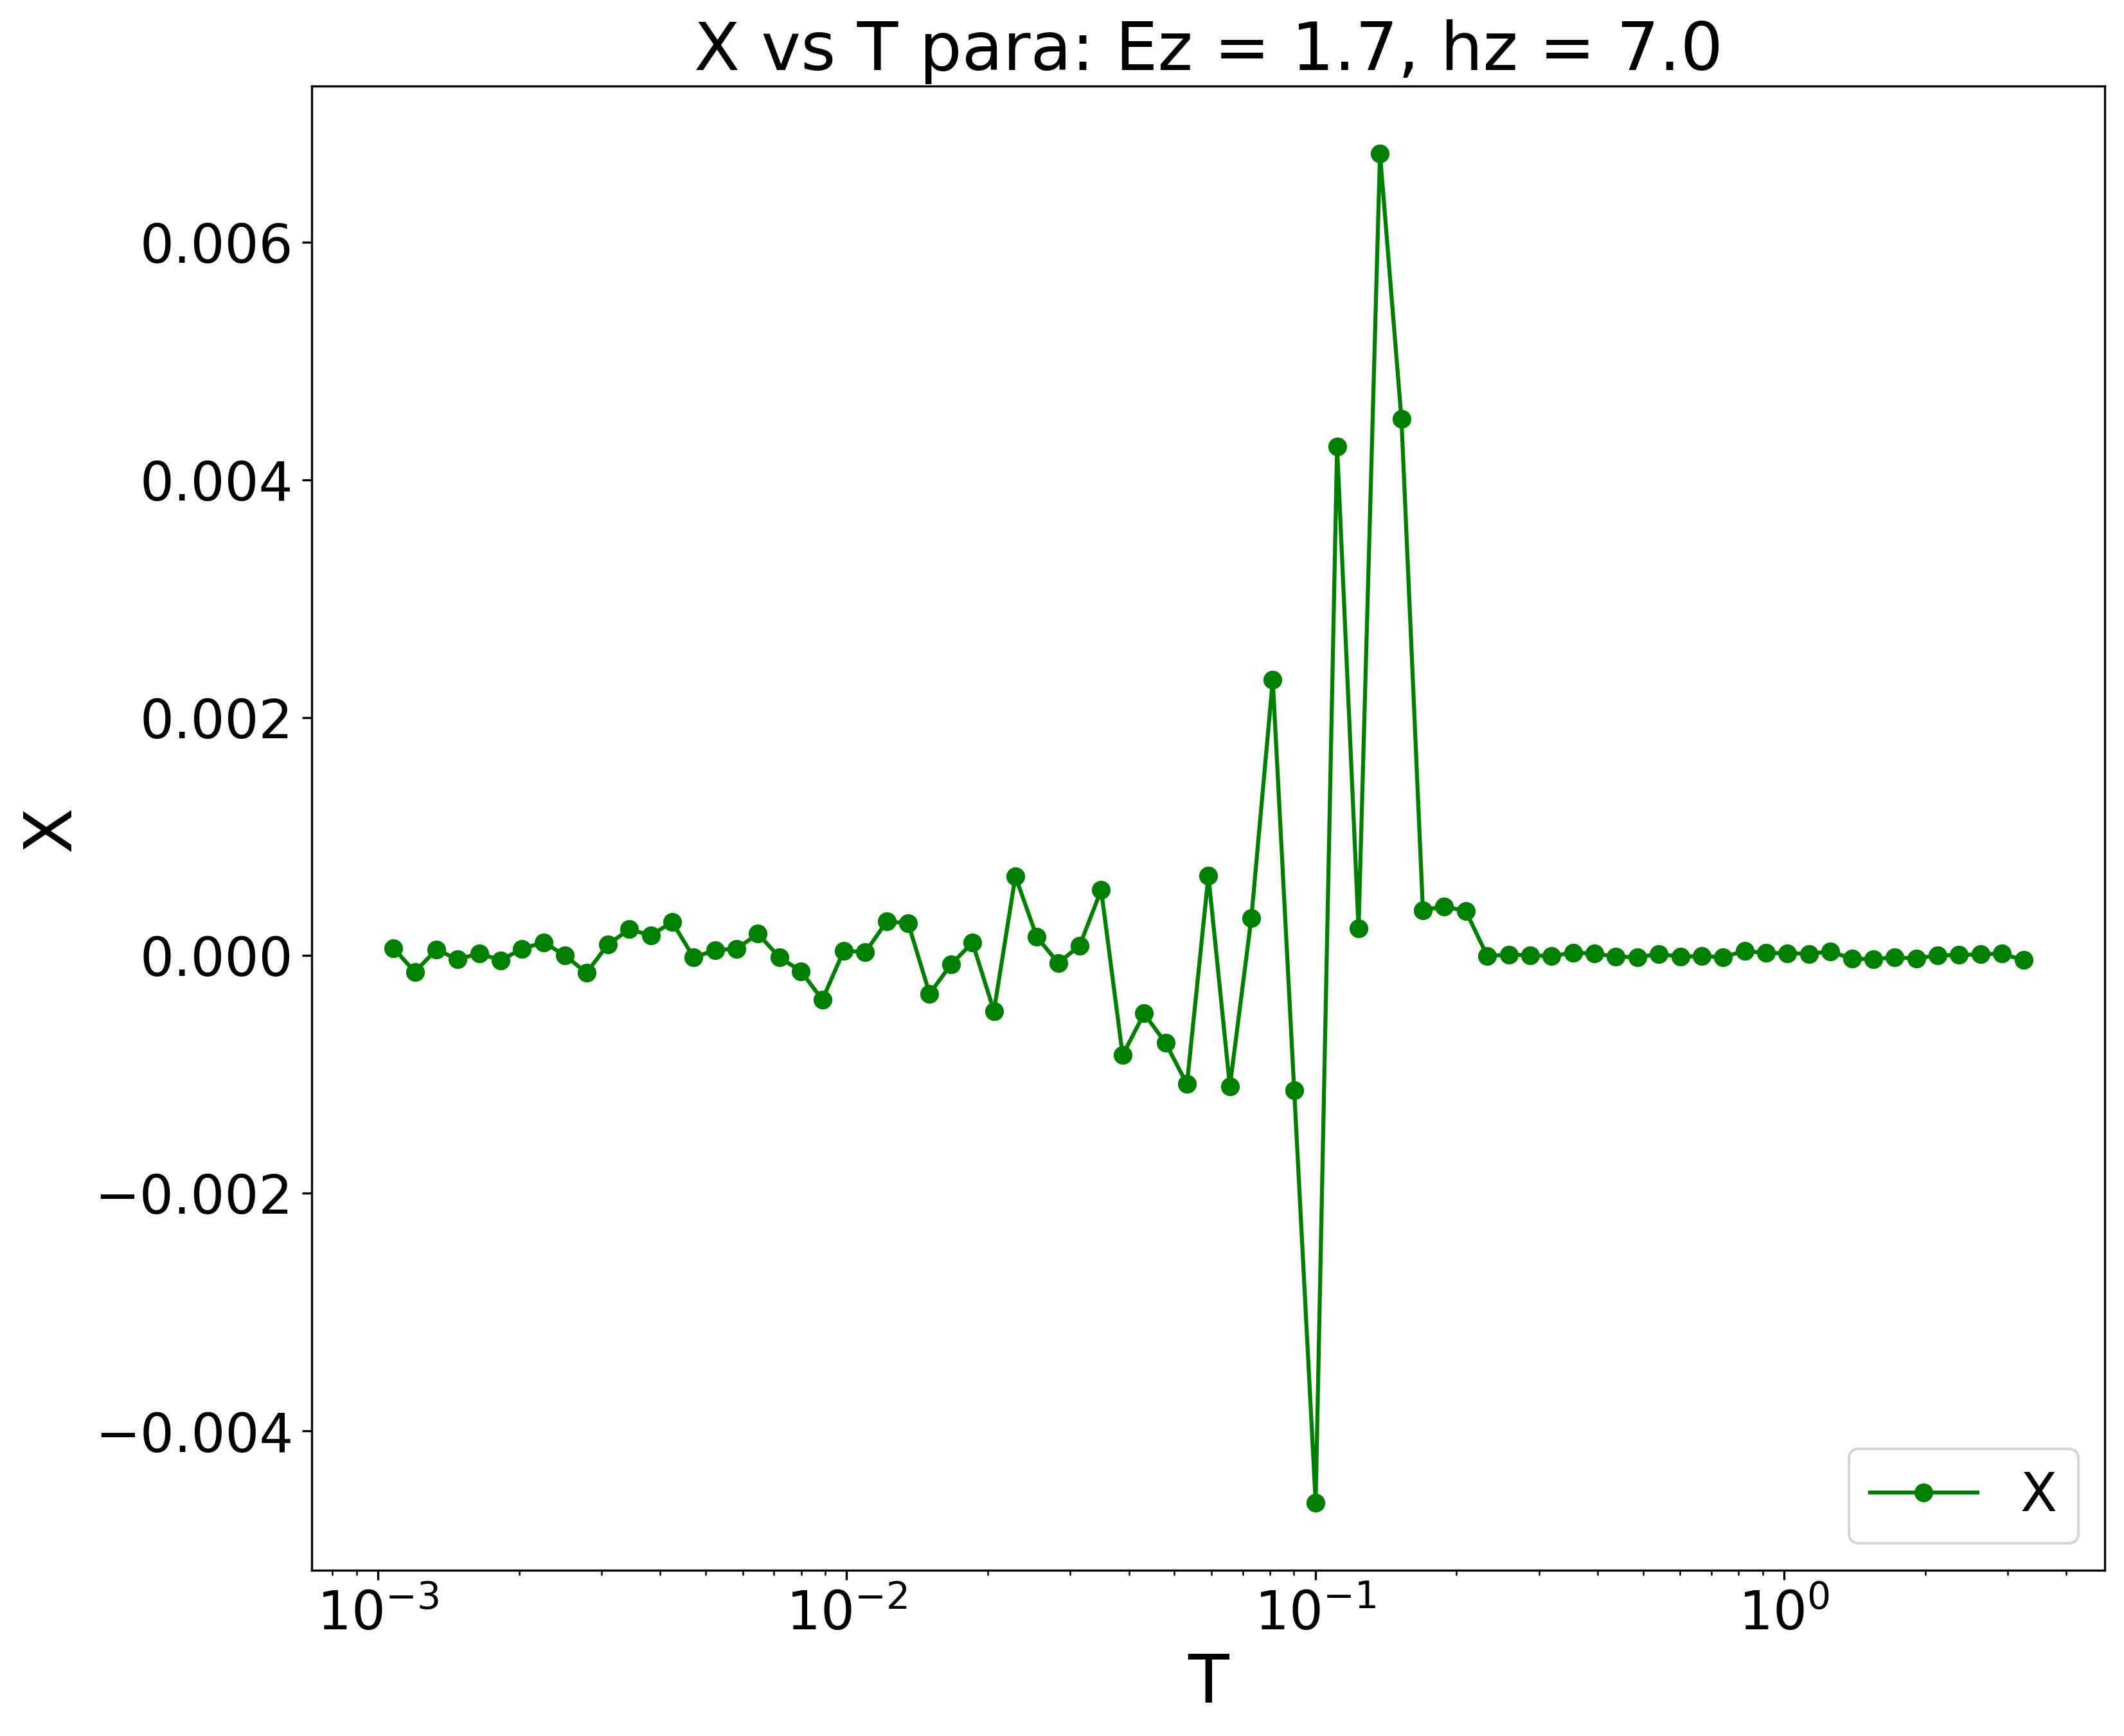 X vs T para: Ez = 1.7, hz = 7.0
0.006
0.004
0.002
0.000
−0.002
−0.004
X
X
10⁻³ 10⁻² 10⁻¹ 10⁰
T